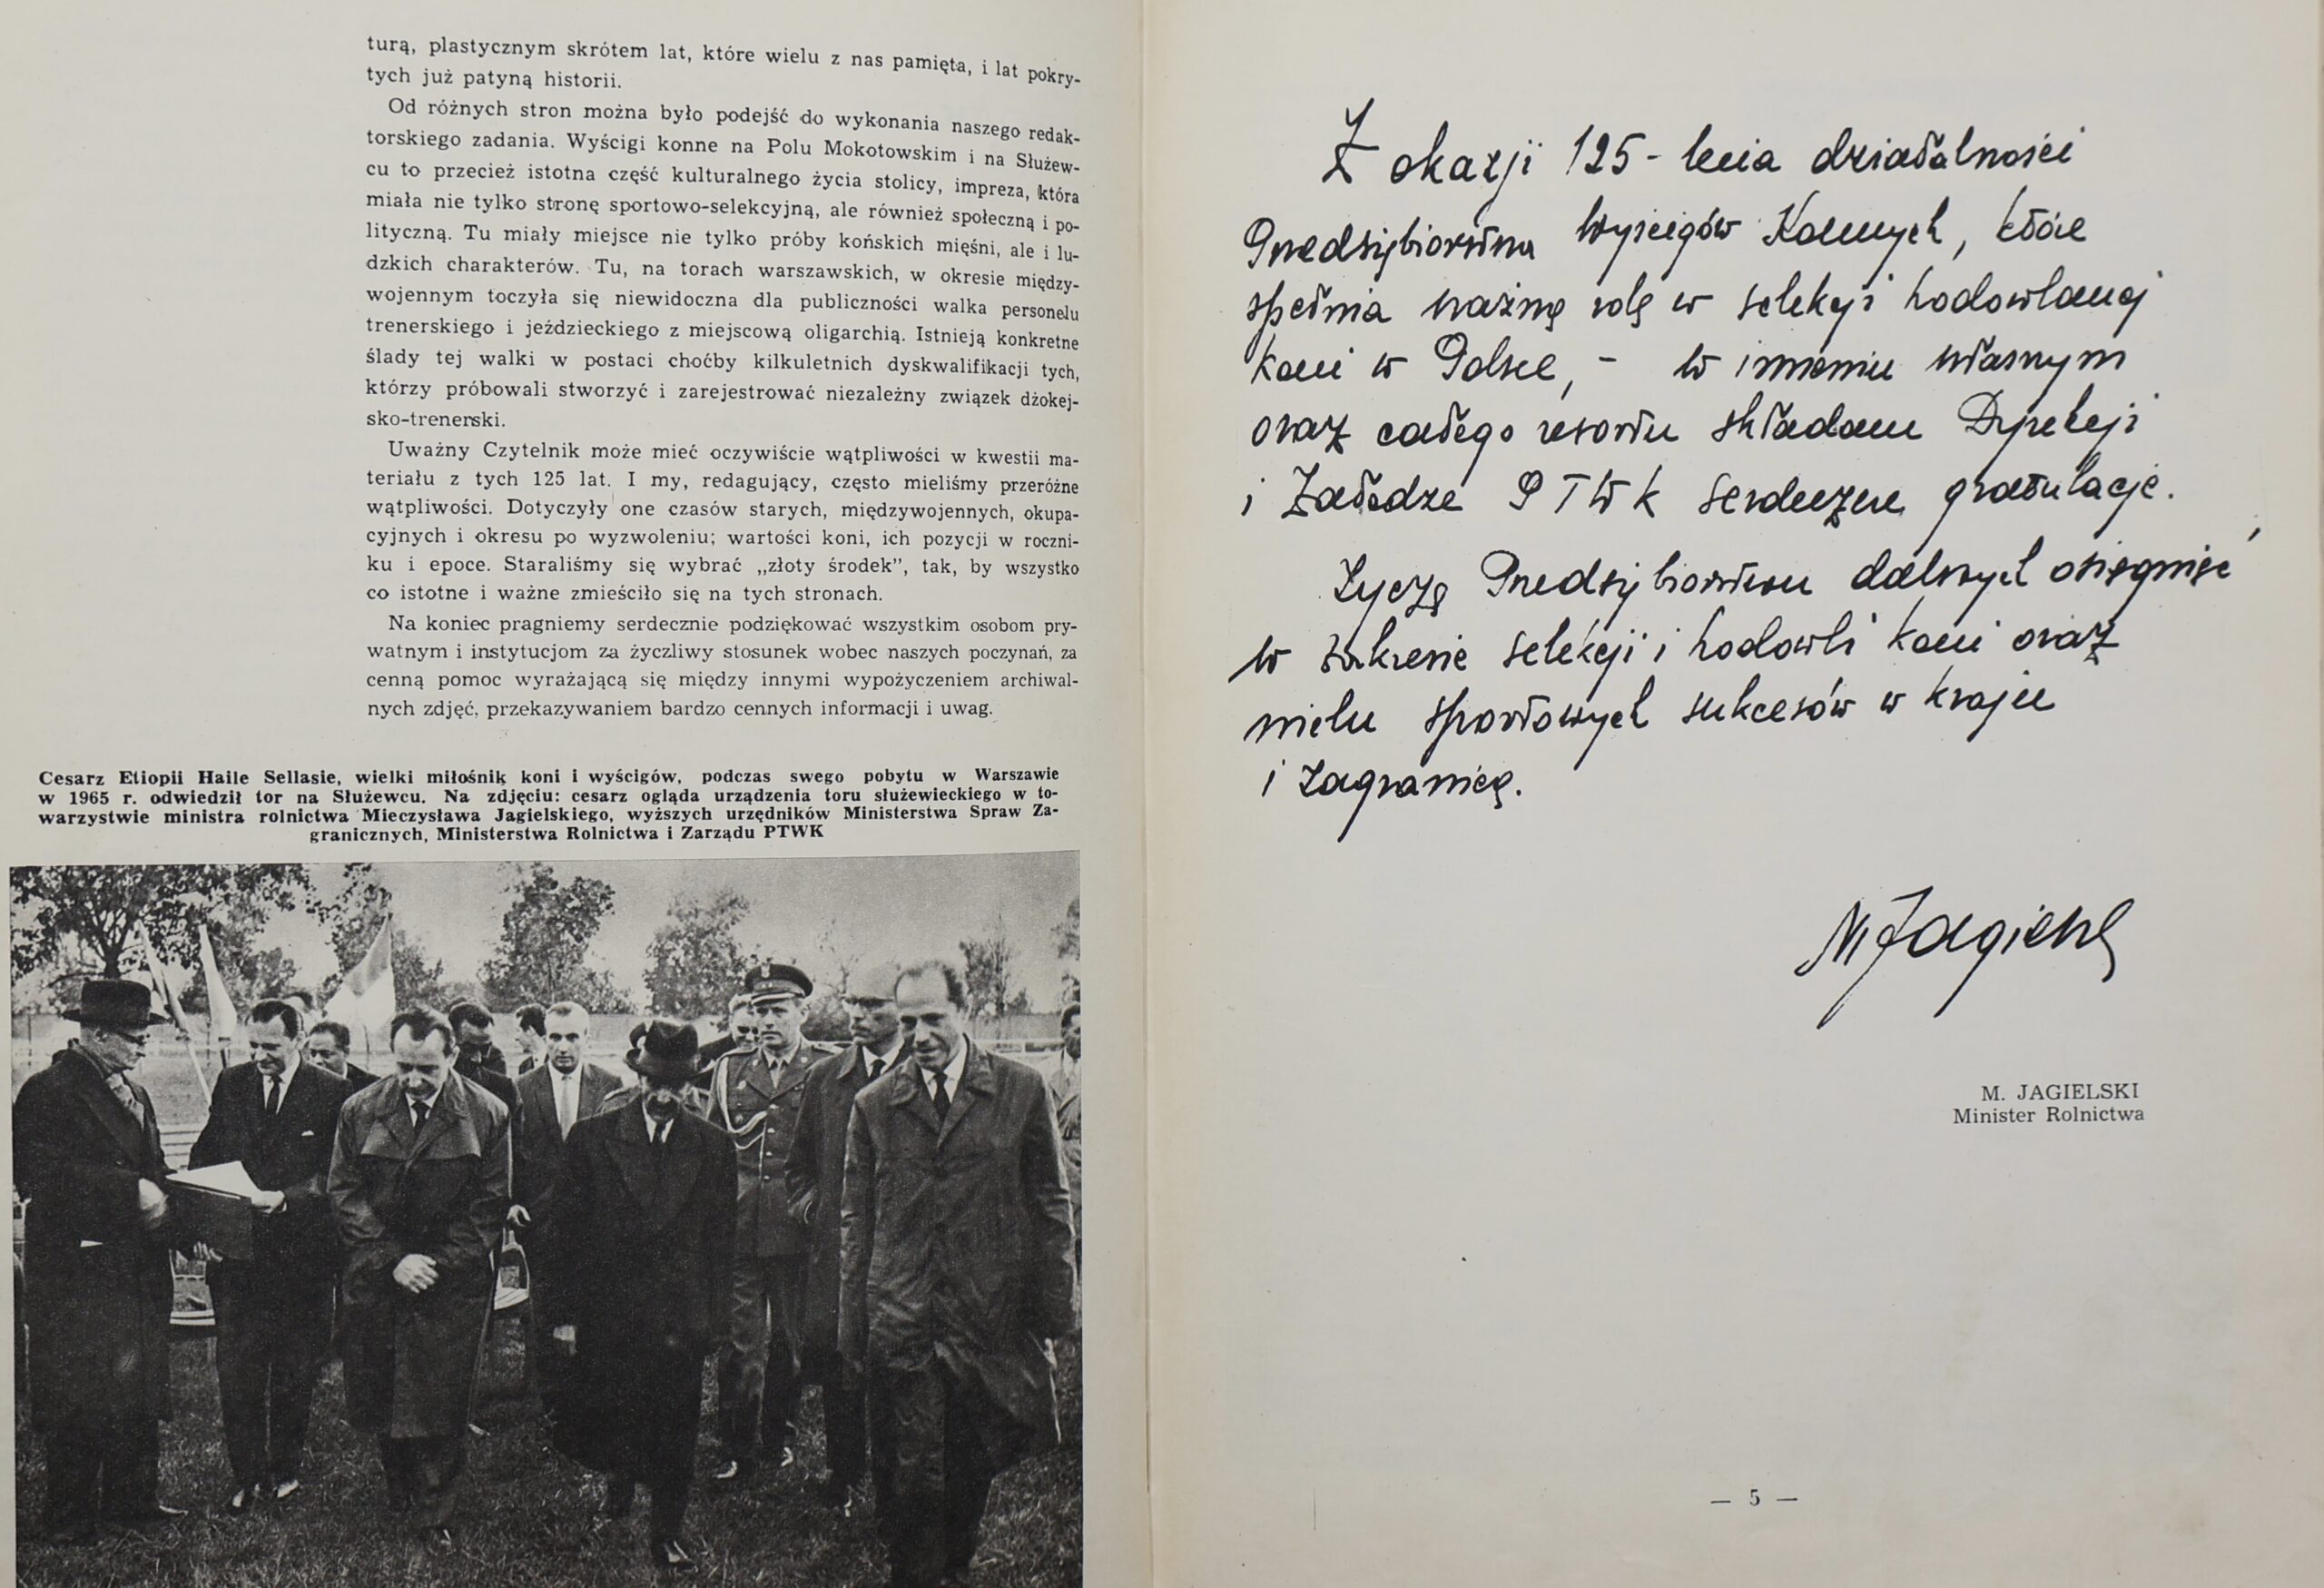 turą, plastycznym skrótem lat, które wielu z nas pamięta, i lat pokry-
tych już patyną historii.
Od różnych stron można było podejść do wykonania naszego redak-
torskiego zadania. Wyścigi konne na Polu Mokotowskim i na Służew-
cu to przecież istotna część kulturalnego życia stolicy, impreza, która
miała nie tylko stronę sportowo-selekcyjną, ale również społeczną i po-
lityczną. Tu miały miejsce nie tylko próby końskich mięśni, ale i lu-
dzkich charakterów. Tu, na torach warszawskich, w okresie między-
wojennym toczyła się niewidoczna dla publiczności walka personelu
trenerskiego i jeździeckiego z miejscową oligarchią. Istnieją konkretne
ślady tej walki w postaci choćby kilkuletnich dyskwalifikacji tych,
którzy próbowali stworzyć i zarejestrować niezależny związek dżokej-
sko-trenerski.
Uważny Czytelnik może mieć oczywiście wątpliwości w kwestii ma-
teriału z tych 125 lat. I my, redagujący, często mieliśmy przeróżne
wątpliwości. Dotyczyły one czasów starych, międzywojennych, okupa-
cyjnych i okresu po wyzwoleniu; wartości koni, ich pozycji w roczni-
ku i epoce. Staraliśmy się wybrać „złoty środek”, tak, by wszystko
co istotne i ważne zmieściło się na tych stronach.
Na koniec pragniemy serdecznie podziękować wszystkim osobom pry-
watnym i instytucjom za życzliwy stosunek wobec naszych poczynań, za
cenną pomoc wyrażającą się między innymi wypożyczeniem archiwal-
nych zdjęć, przekazywaniem bardzo cennych informacji i uwag.
Cesarz Etiopii Haile Sellasie, wielki miłośnik koni i wyścigów, podczas swego pobytu w Warszawie
w 1965 r. odwiedził tor na Służewcu. Na zdjęciu: cesarz ogląda urządzenia toru służewieckiego w to-
warzystwie ministra rolnictwa Mieczysława Jagielskiego, wyższych urzędników Ministerstwa Spraw Za-
granicznych, Ministerstwa Rolnictwa i Zarządu PTWK
Z okazji 125-lecia działalności
Przedsiębiorstwa Wyścigów Konnych, które
spełnia ważną rolę w selekcji hodowlanej
koni w Polsce, - w imieniu własnym
oraz całego resortu składam Dyrekcji
i Załodze PTWK serdeczne gratulacje.
Życzę Przedsiębiorstwu dalszych osiągnięć
w zakresie selekcji i hodowli koni oraz
wielu sportowych sukcesów w kraju
i zagranicą.
M Jagielski
M. JAGIELSKI
Minister Rolnictwa
— 5 —